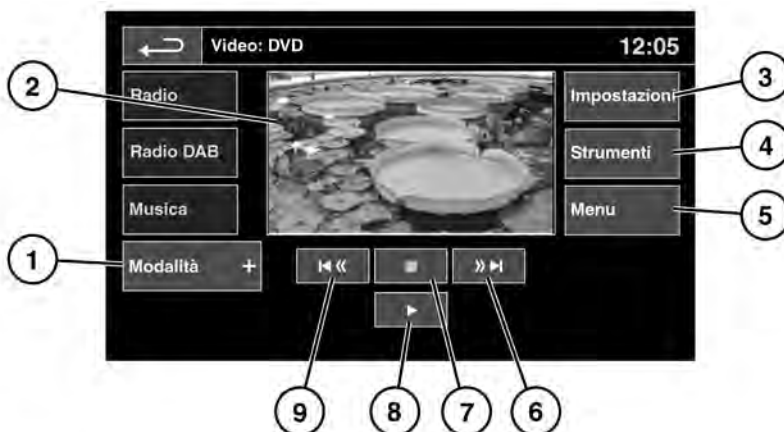 Video: DVD
12:05
Radio
Radio DAB
Musica
Modalità +
Impostazioni
Strumenti
Menu
1
2
3
4
5
6
7
8
9